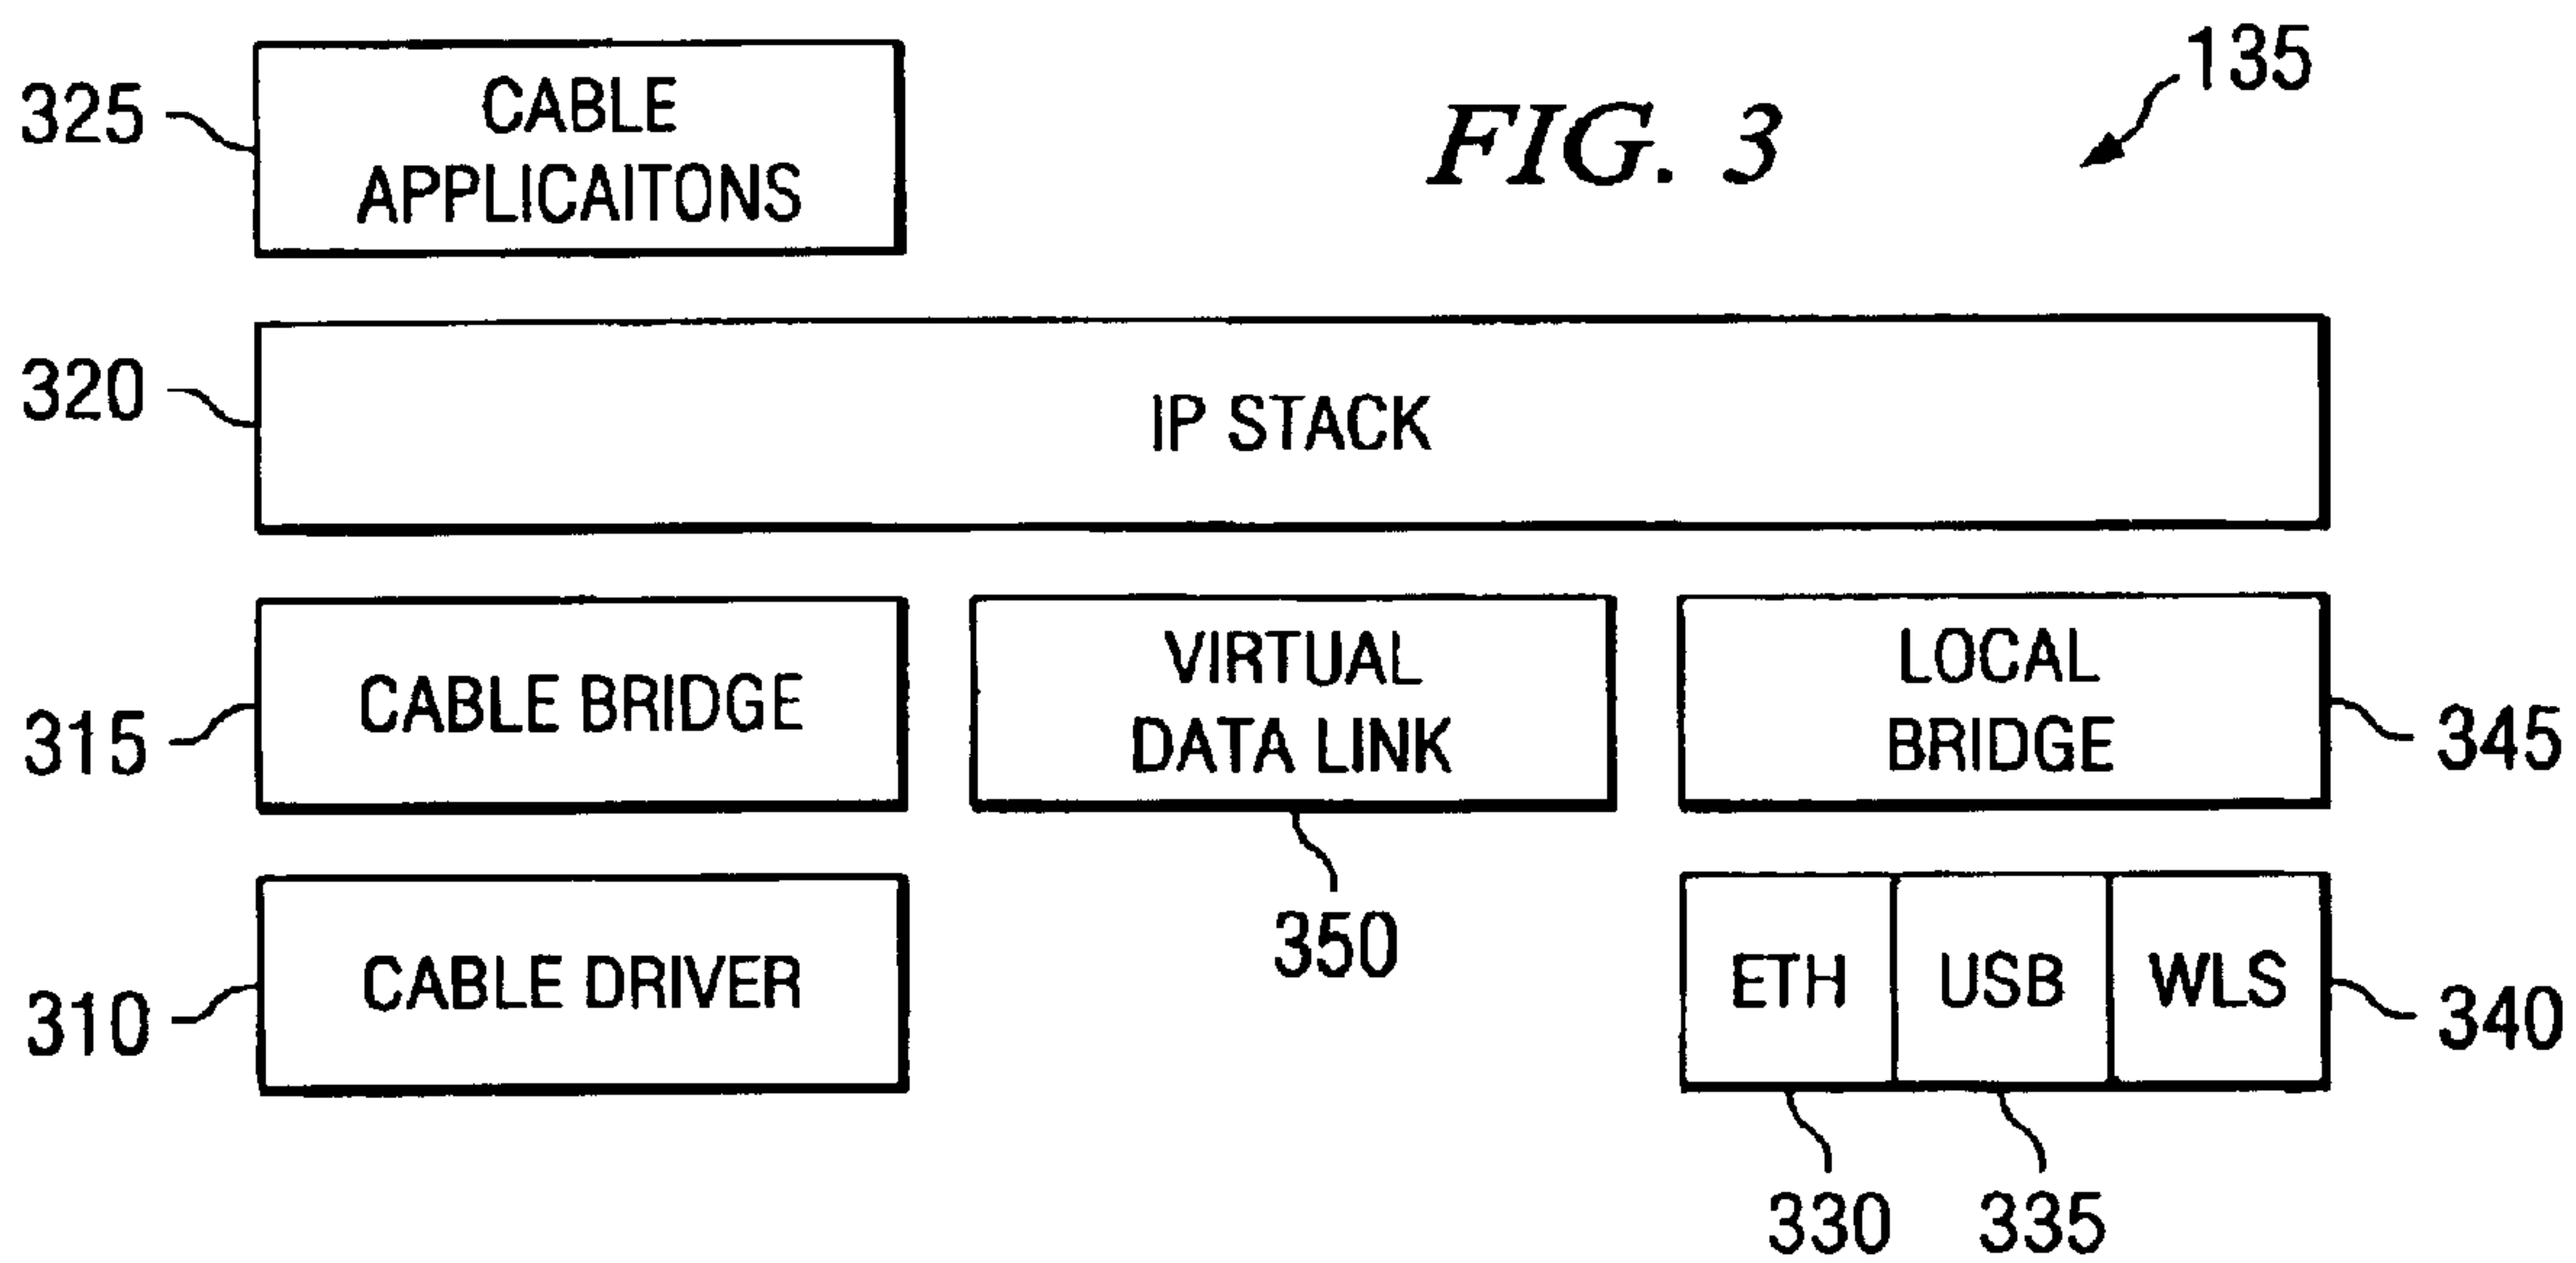 325
CABLE
APPLICAITONS
FIG. 3
135
320
IP STACK
315
CABLE BRIDGE
VIRTUAL
DATA LINK
LOCAL
BRIDGE
345
350
310
CABLE DRIVER
ETH
USB
WLS
340
330
335